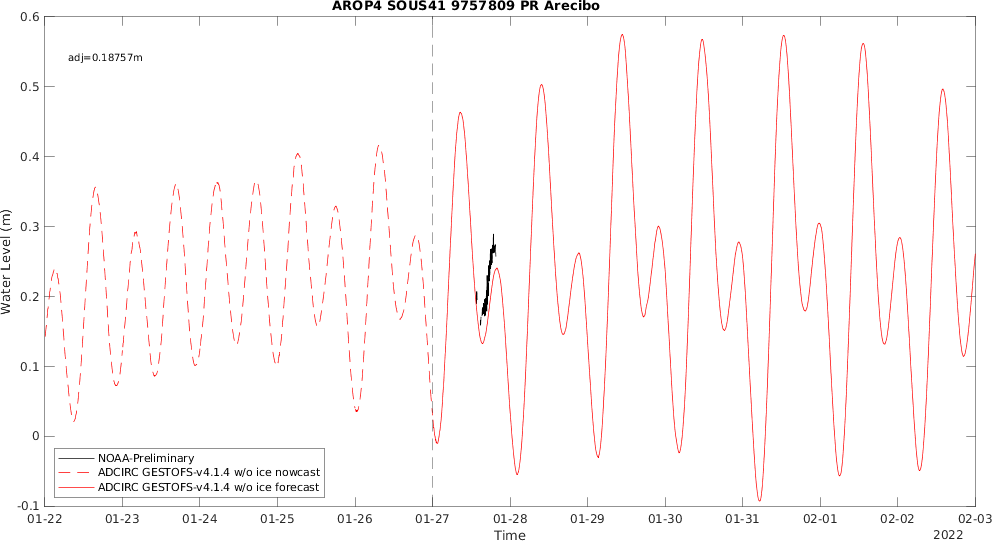 AROP4 SOUS41 9757809 PR Arecibo
adj=0.18757m
Water Level (m)
0.6
0.5
0.4
0.3
0.2
0.1
0
-0.1
NOAA-Preliminary
ADCIRC GESTOFS-v4.1.4 w/o ice nowcast
ADCIRC GESTOFS-v4.1.4 w/o ice forecast
01-22 01-23 01-24 01-25 01-26 01-27 01-28 01-29 01-30 01-31 02-01 02-02 02-03
Time
2022